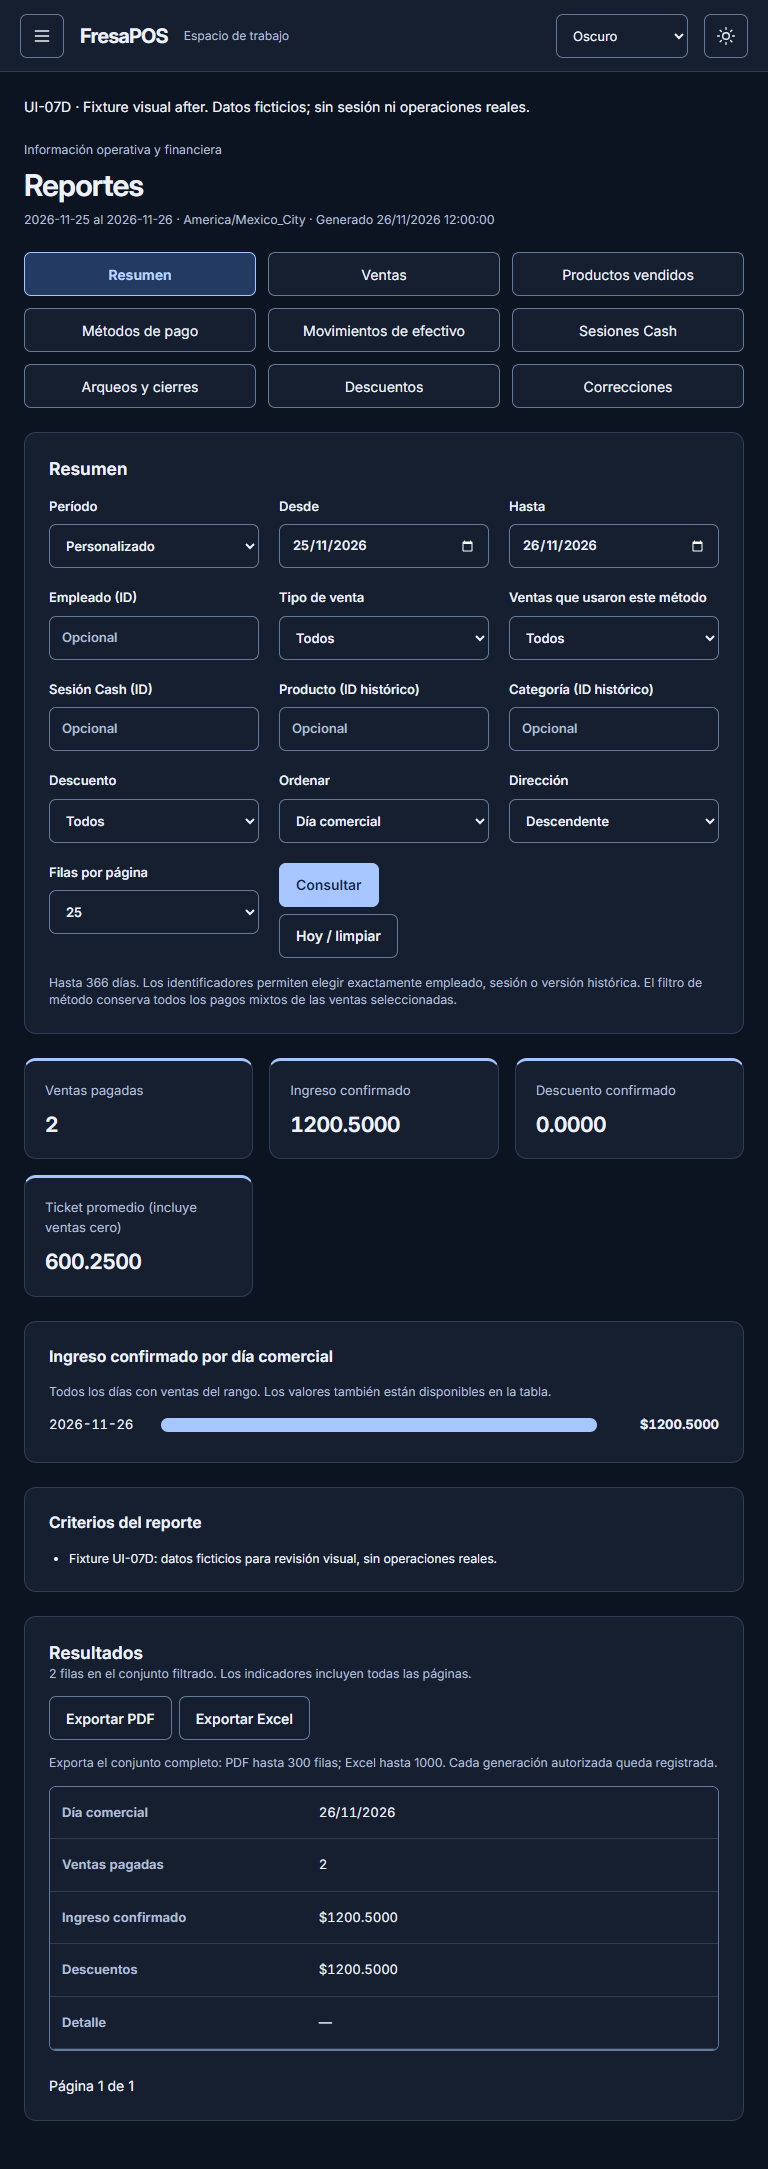 FresaPOS
Espacio de trabajo
Oscuro
UI-07D · Fixture visual after. Datos ficticios; sin sesión ni operaciones reales.
Información operativa y financiera
Reportes
2026-11-25 al 2026-11-26 · America/Mexico_City · Generado 26/11/2026 12:00:00
Resumen
Ventas
Productos vendidos
Métodos de pago
Movimientos de efectivo
Sesiones Cash
Arqueos y cierres
Descuentos
Correcciones
Resumen
Período
Desde
Hasta
Personalizado
25/11/2026
26/11/2026
Empleado (ID)
Tipo de venta
Ventas que usaron este método
Opcional
Todos
Todos
Sesión Cash (ID)
Producto (ID histórico)
Categoría (ID histórico)
Opcional
Opcional
Opcional
Descuento
Ordenar
Dirección
Todos
Día comercial
Descendente
Filas por página
25
Consultar
Hoy / limpiar
Hasta 366 días. Los identificadores permiten elegir exactamente empleado, sesión o versión histórica. El filtro de
método conserva todos los pagos mixtos de las ventas seleccionadas.
Ventas pagadas
2
Ingreso confirmado
1200.5000
Descuento confirmado
0.0000
Ticket promedio (incluye
ventas cero)
600.2500
Ingreso confirmado por día comercial
Todos los días con ventas del rango. Los valores también están disponibles en la tabla.
2026-11-26
$1200.5000
Criterios del reporte
• Fixture UI-07D: datos ficticios para revisión visual, sin operaciones reales.
Resultados
2 filas en el conjunto filtrado. Los indicadores incluyen todas las páginas.
Exportar PDF
Exportar Excel
Exporta el conjunto completo: PDF hasta 300 filas; Excel hasta 1000. Cada generación autorizada queda registrada.
Día comercial
26/11/2026
Ventas pagadas
2
Ingreso confirmado
$1200.5000
Descuentos
$1200.5000
Detalle
—
Página 1 de 1